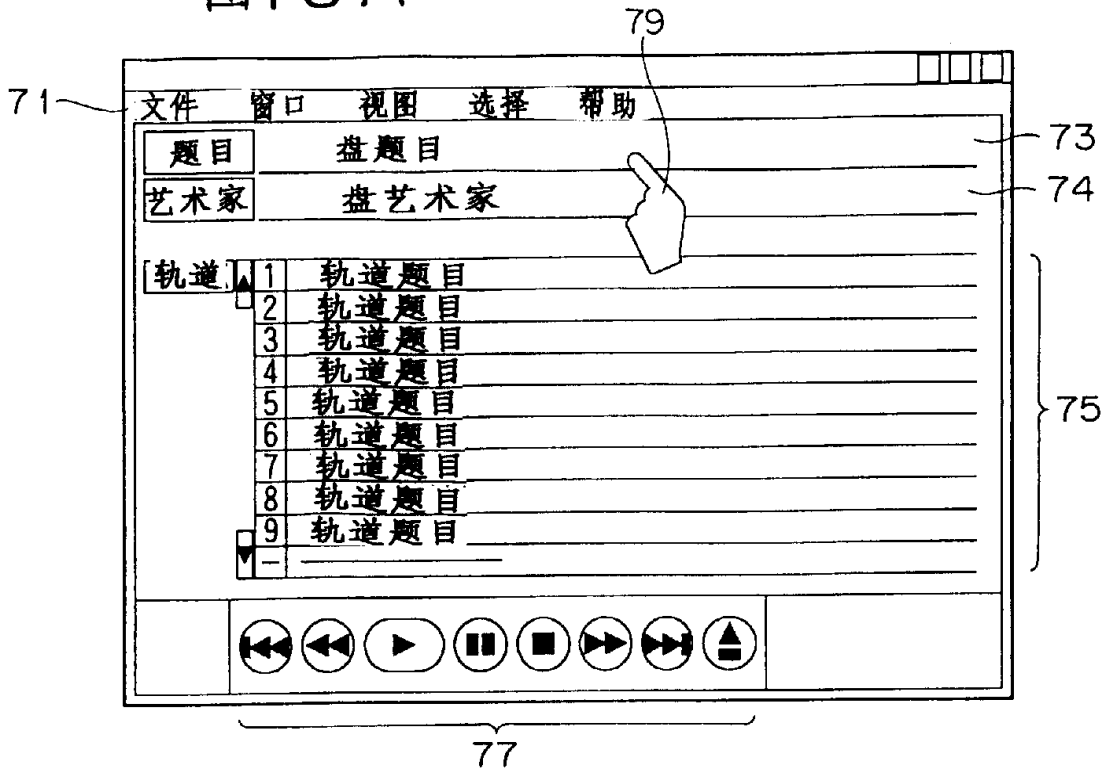 79
71 文件 窗口 视图 选择 帮助
题目 盘题目 73
艺术家 盘艺术家 74
轨道 1 轨道题目
2 轨道题目
3 轨道题目
4 轨道题目
5 轨道题目
6 轨道题目
7 轨道题目
8 轨道题目
9 轨道题目
75
77